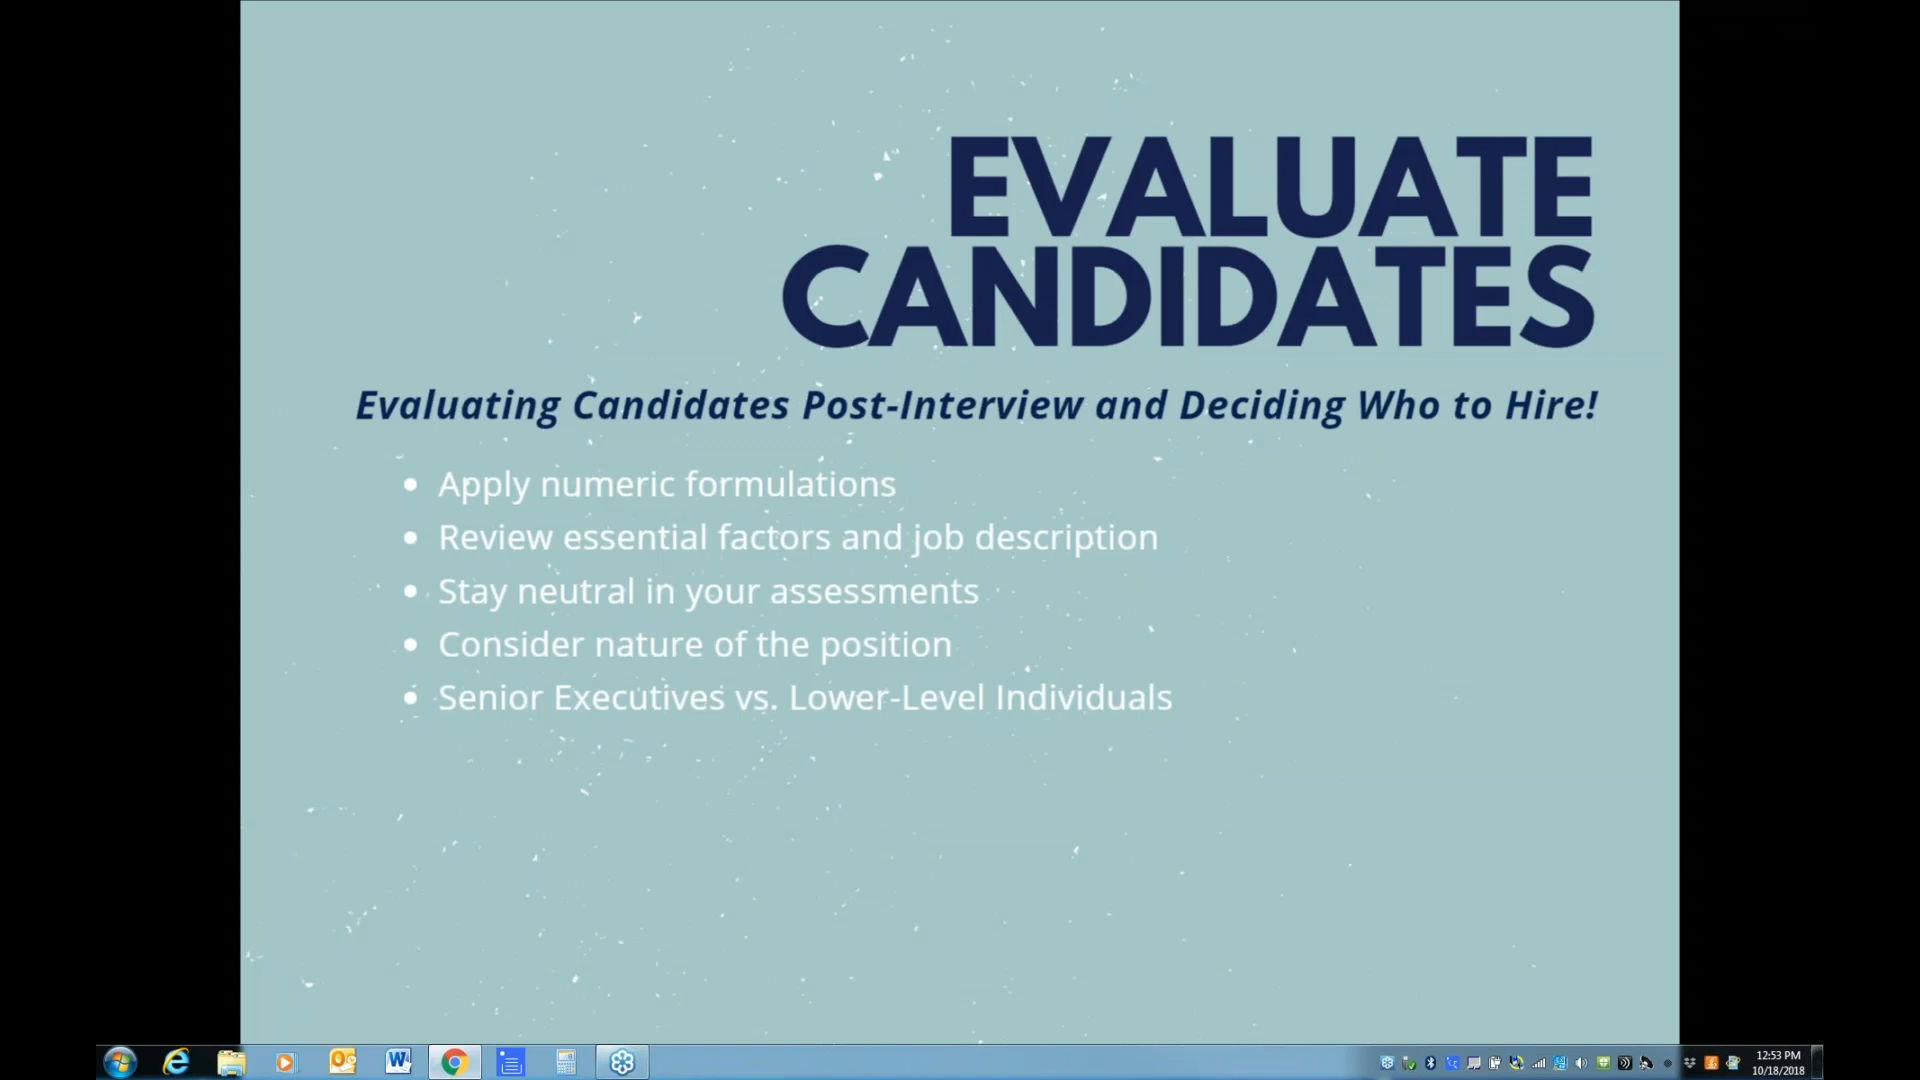 EVALUATE
CANDIDATES
Evaluating Candidates Post-Interview and Deciding Who to Hire!
• Apply numeric formulations
• Review essential factors and job description
• Stay neutral in your assessments
• Consider nature of the position
• Senior Executives vs. Lower-Level Individuals
12:53 PM
10/18/2018